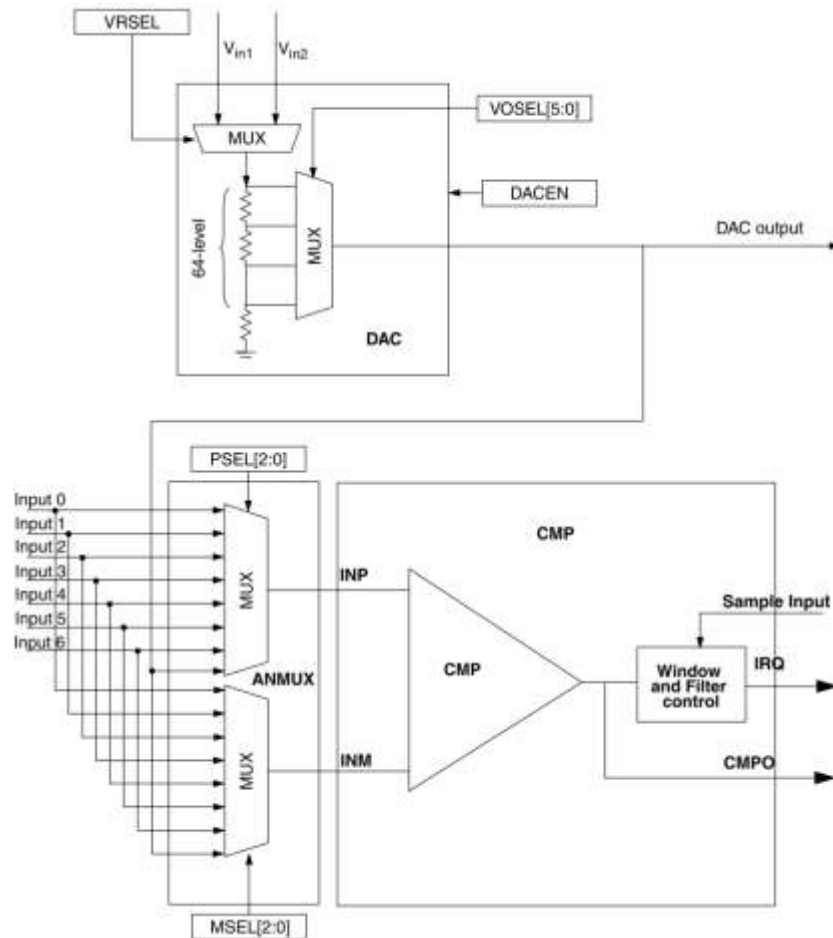 VRSEL
Vin1
Vin2
MUX
VOSEL[5:0]
DACEN
64-level
MUX
DAC output
DAC
PSEL[2:0]
Input 0
Input 1
Input 2
Input 3
Input 4
Input 5
Input 6
MUX
ANMUX
MUX
MSEL[2:0]
INP
INM
CMP
CMP
Sample Input
Window
and Filter
control
IRQ
CMPO